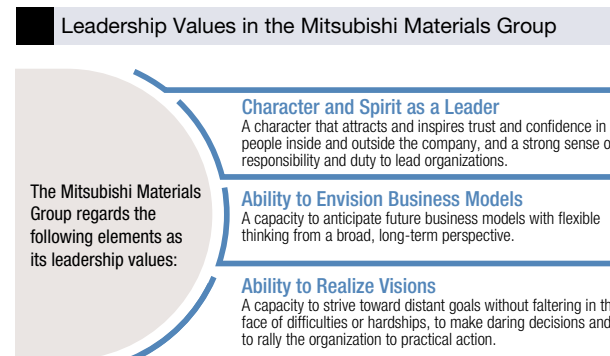 Leadership Values in the Mitsubishi Materials Group
The Mitsubishi Materials
Group regards the
following elements as
its leadership values:
Character and Spirit as a Leader
A character that attracts and inspires trust and confidence in
people inside and outside the company, and a strong sense
responsibility and duty to lead organizations.
Ability to Envision Business Models
A capacity to anticipate future business models with flexible
thinking from a broad, long-term perspective.
Ability to Realize Visions
A capacity to strive toward distant goals without faltering in
face of difficulties or hardships, to make daring decisions and
to rally the organization to practical action.